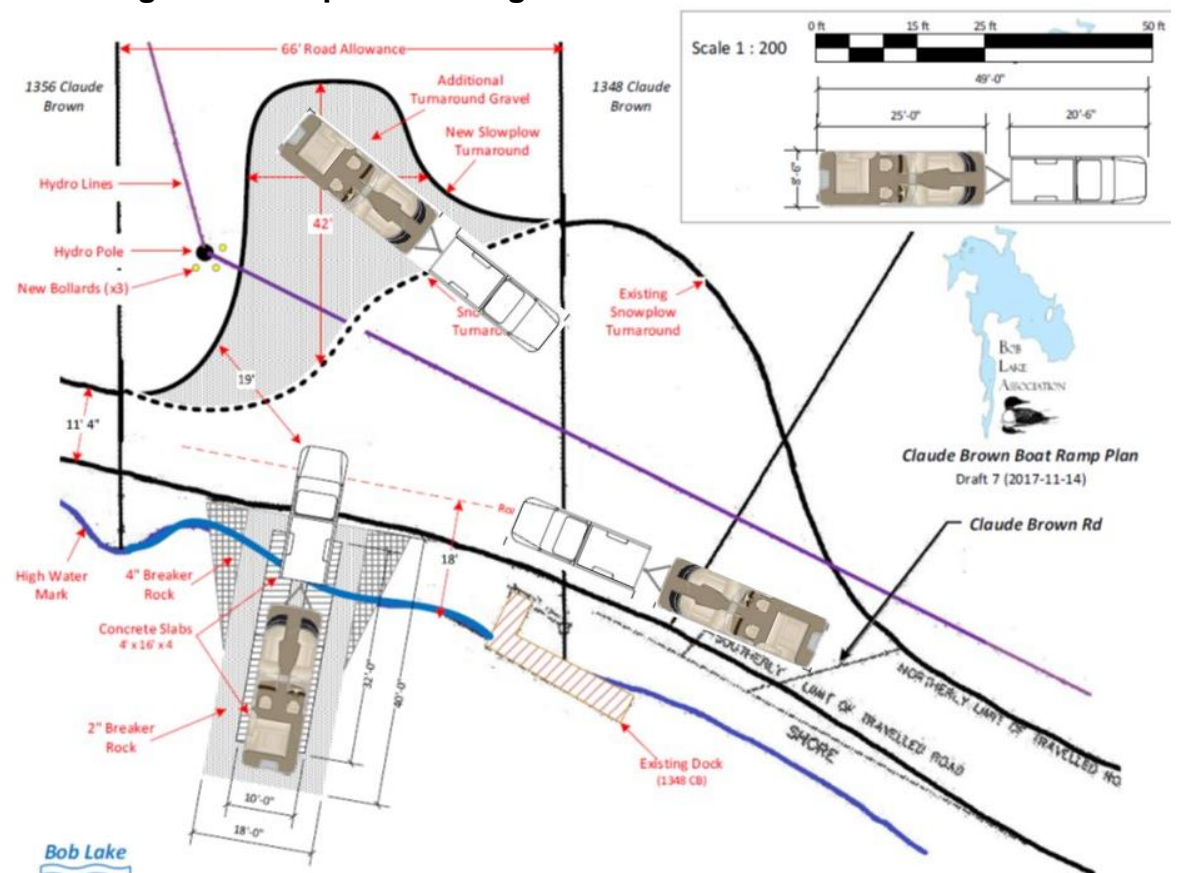 66' Road Allowance
1356 Claude
Brown
1348 Claude
Brown
Additional
Turnaround Gravel
New Slowplow
Turnaround
Hydro Lines
Hydro Pole
New Bollards (x3)
42'
19'
11' 4"
Existing
Snowplow
Turnaround
Scale 1 : 200
0 ft
15 ft
25 ft
50 ft
49'-0"
25'-0"
20'-6"
8'-6"
BOB
LAKE
ASSOCIATION
Claude Brown Boat Ramp Plan
Draft 7 (2017-11-14)
Claude Brown Rd
18'
High Water
Mark
4" Breaker
Rock
Concrete Slabs
4' x 16' x 4
2" Breaker
Rock
32'-0"
40'-0"
10'-0"
18'-0"
Existing Dock
(1348 CB)
SOUTHERLY LIMIT OF TRAVELLED ROAD
NORTHERLY LIMIT OF TRAVELLED
SHORE
Bob Lake